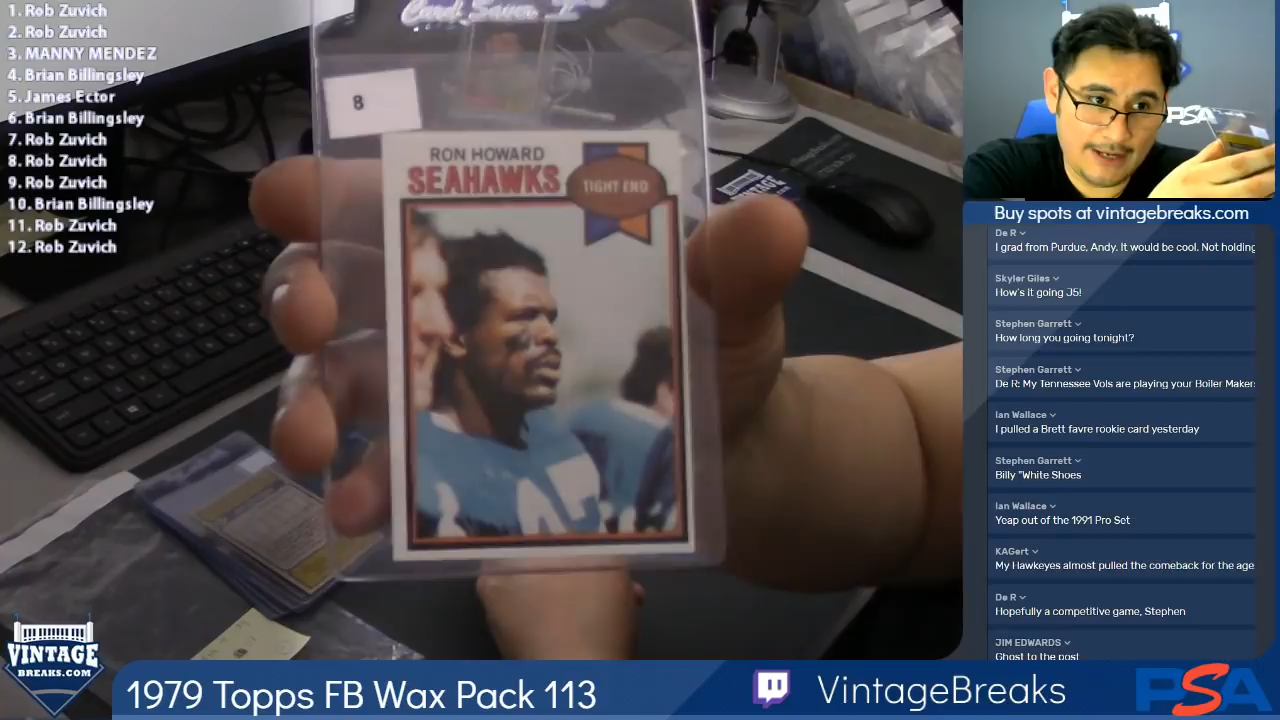 1. Rob Zuvich
2. Rob Zuvich
3. MANNY MENDEZ
4. Brian Billingsley
5. James Ector
6. Brian Billingsley
7. Rob Zuvich
8. Rob Zuvich
9. Rob Zuvich
10. Brian Billingsley
11. Rob Zuvich
12. Rob Zuvich
Card Saver I
8
RON HOWARD
SEAHAWKS
TIGHT END
VINTAGE
PSA
Buy spots at vintagebreaks.com
De R
I grad from Purdue, Andy. It would be cool. Not holding
Skyler Giles
How's it going J5!
Stephen Garrett
How long you going tonight?
Stephen Garrett
De R: My Tennessee Vols are playing your Boiler Maker
Ian Wallace
I pulled a Brett favre rookie card yesterday
Stephen Garrett
Billy "White Shoes
Ian Wallace
Yeap out of the 1991 Pro Set
KAGert
My Hawkeyes almost pulled the comeback for the age
De R
Hopefully a competitive game, Stephen
JIM EDWARDS
Ghost to the post
VINTAGE
BREAKS.COM
1979 Topps FB Wax Pack 113
VintageBreaks
PSA